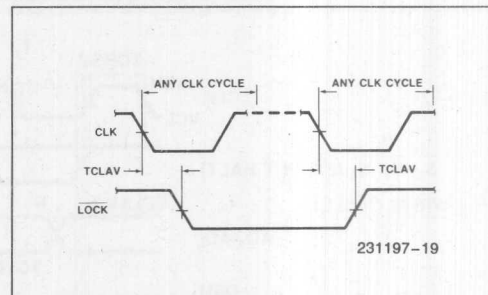 ANY CLK CYCLE ANY CLK CYCLE
CLK
TCLAV TCLAV
LOCK
231197-19